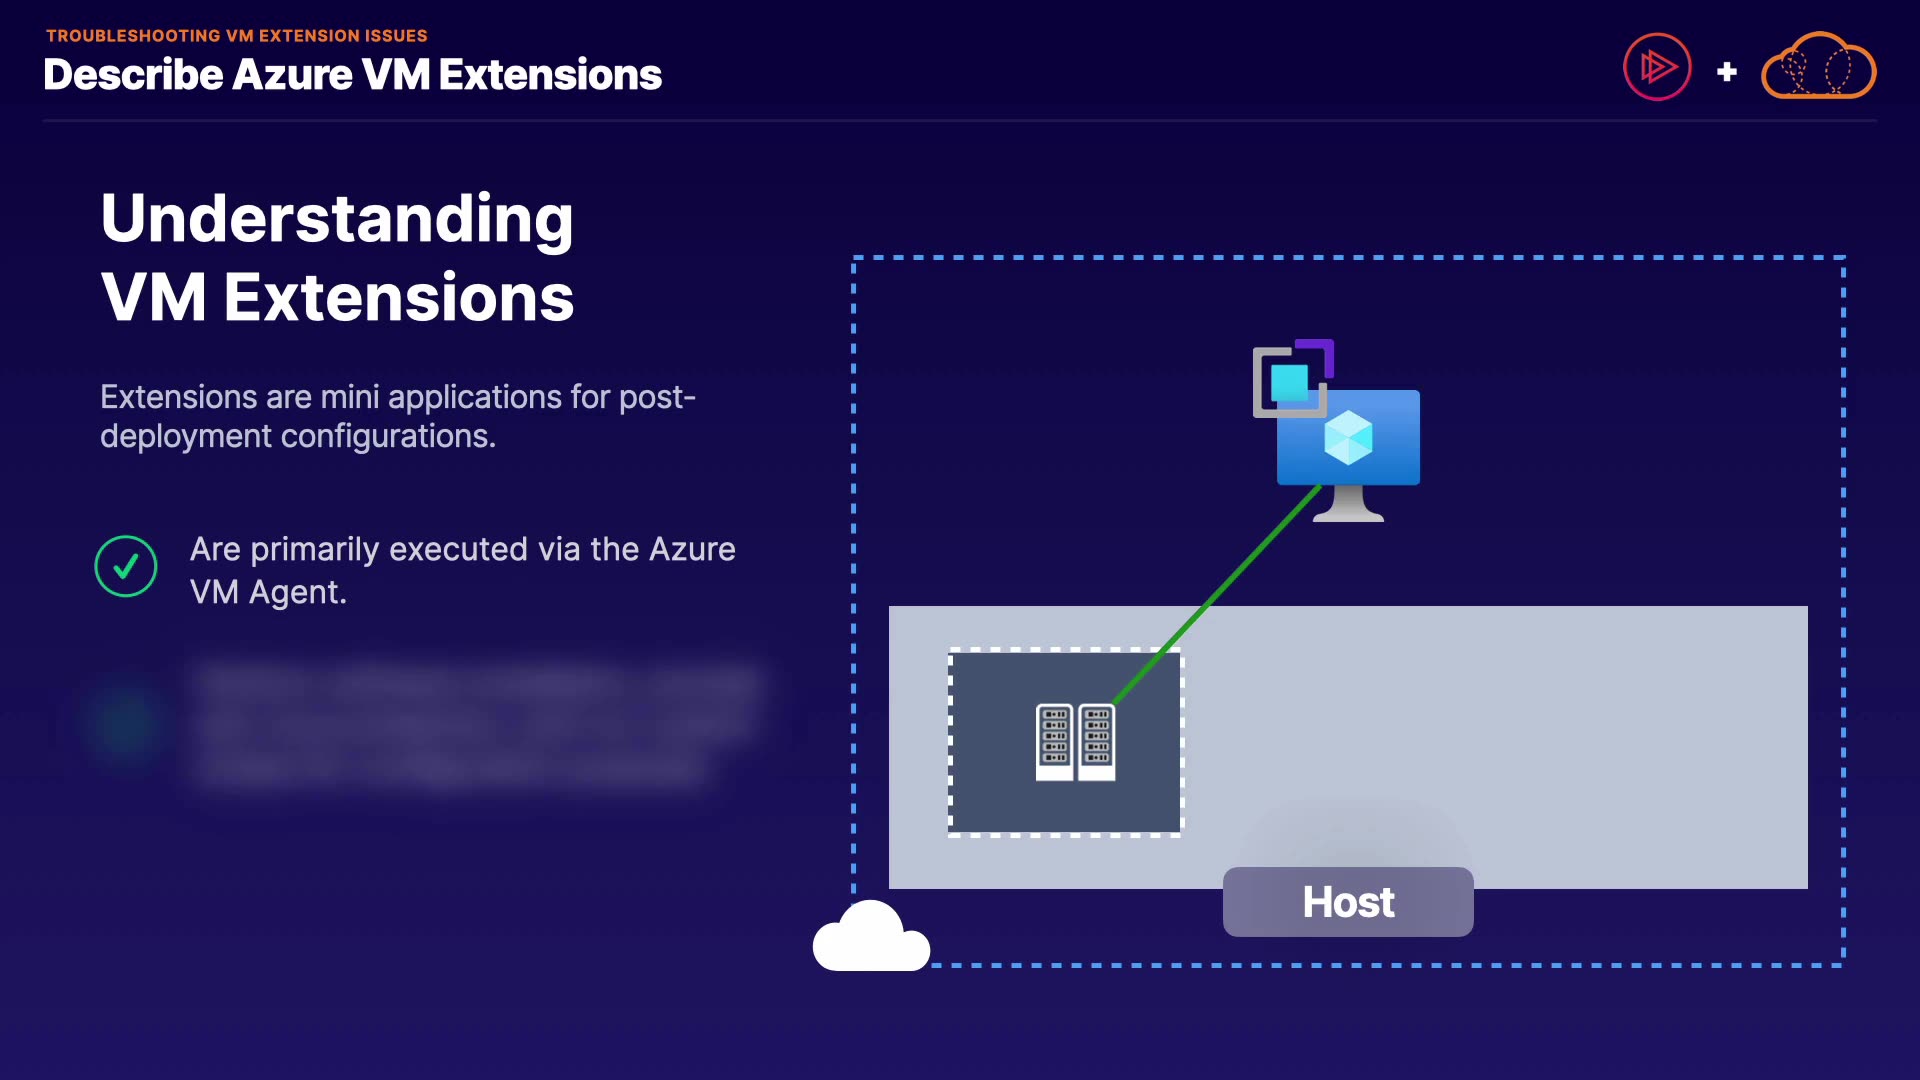 TROUBLESHOOTING VM EXTENSION ISSUES
Describe Azure VM Extensions
Understanding
VM Extensions
Extensions are mini applications for post-
deployment configurations.
Are primarily executed via the Azure
VM Agent.
Host